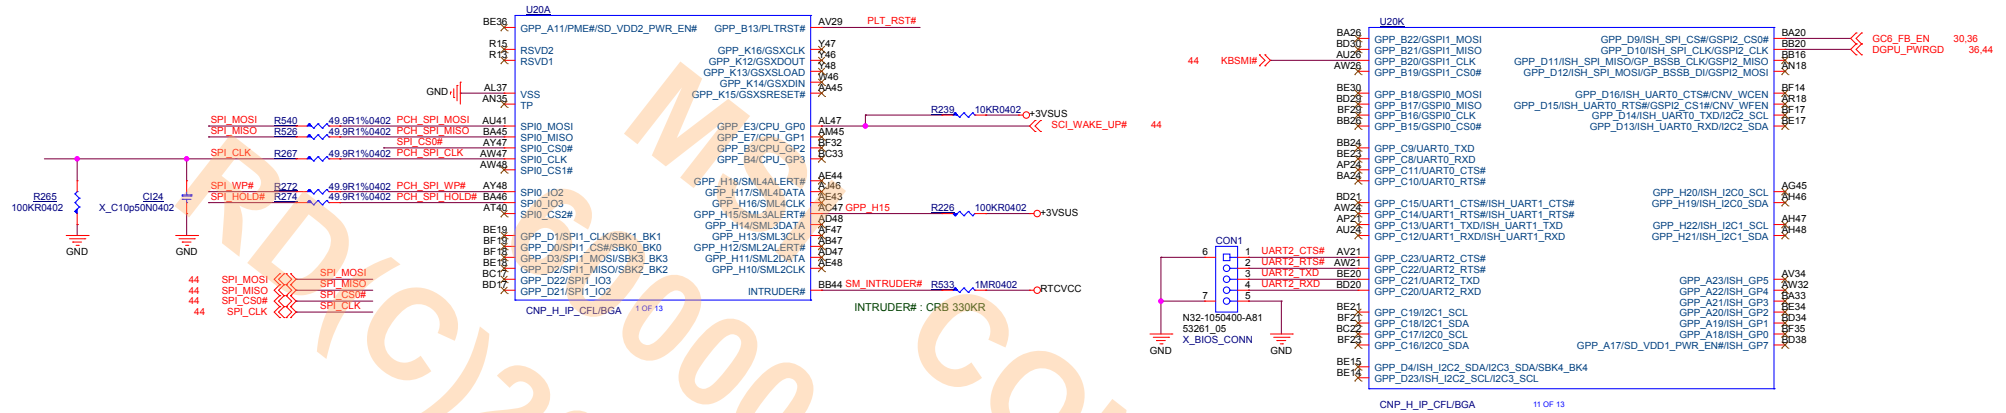 U20A
BE36 GPP_A11/PME#/SD_VDD2_PWR_EN# GPP_B13/PLTRST# AV29 PLT_RST#
R15 RSVD2 GPP_K16/GSXCLK Y47
R13 RSVD1 GPP_K12/GSXDOUT Y46
GPP_K13/GSXSLOAD Y48
GPP_K14/GSXDIN W46
GND AL37 VSS GPP_K15/GSXSRESET# AA45
AN35 TP
R239 10KR0402 +3VSUS
SPI_MOSI R540 49.9R1%0402 PCH_SPI_MOSI AU41 SPI0_MOSI GPP_E3/CPU_GP0 AL47 SCI_WAKE_UP# 44
SPI_MISO R526 49.9R1%0402 PCH_SPI_MISO BA45 SPI0_MISO GPP_E7/CPU_GP1 AM45
SPI_CS0# AY47 SPI0_CS0# GPP_B3/CPU_GP2 BF32
SPI_CLK R267 49.9R1%0402 PCH_SPI_CLK AW47 SPI0_CLK GPP_B4/CPU_GP3 BC33
AW48 SPI0_CS1#
GPP_H18/SML4ALERT# AE44
SPI_WP# R272 49.9R1%0402 PCH_SPI_WP# AY48 SPI0_IO2 GPP_H17/SML4DATA AJ46
SPI_HOLD# R274 49.9R1%0402 PCH_SPI_HOLD# BA46 SPI0_IO3 GPP_H16/SML4CLK AE43
AT40 SPI0_CS2# GPP_H15/SML3ALERT# AC47 GPP_H15 R226 100KR0402 +3VSUS
GPP_H14/SML3DATA AD48
BE19 GPP_D1/SPI1_CLK/SBK1_BK1 GPP_H13/SML3CLK AF47
BF19 GPP_D0/SPI1_CS#/SBK0_BK0 GPP_H12/SML2ALERT# AB47
BF18 GPP_D3/SPI1_MOSI/SBK3_BK3 GPP_H11/SML2DATA AD47
BE18 GPP_D2/SPI1_MISO/SBK2_BK2 GPP_H10/SML2CLK AE48
BC17 GPP_D22/SPI1_IO3
BD17 GPP_D21/SPI1_IO2 INTRUDER# BB44 SM_INTRUDER# R533 1MR0402 RTCVCC
CNP_H_IP_CFL/BGA 1 OF 13
INTRUDER# : CRB 330KR
R265
100KR0402
GND
CI24
X_C10p50N0402
GND
44 SPI_MOSI SPI_MOSI
44 SPI_MISO SPI_MISO
44 SPI_CS0# SPI_CS0#
44 SPI_CLK SPI_CLK
U20K
BA26 GPP_B22/GSPI1_MOSI GPP_D9/ISH_SPI_CS#/GSPI2_CS0# BA20 GC6_FB_EN 30,36
BD30 GPP_B21/GSPI1_MISO GPP_D10/ISH_SPI_CLK/GSPI2_CLK BB20 DGPU_PWRGD 36,44
44 KBSMI# AU26 GPP_B20/GSPI1_CLK GPP_D11/ISH_SPI_MISO/GP_BSSB_CLK/GSPI2_MISO BB16
AW26 GPP_B19/GSPI1_CS0# GPP_D12/ISH_SPI_MOSI/GP_BSSB_DI/GSPI2_MOSI AN18
BE30 GPP_B18/GSPI0_MOSI GPP_D16/ISH_UART0_CTS#/CNV_WCEN BF14
BD29 GPP_B17/GSPI0_MISO GPP_D15/ISH_UART0_RTS#/GSPI2_CS1#/CNV_WFEN AR18
BF29 GPP_B16/GSPI0_CLK GPP_D14/ISH_UART0_TXD/I2C2_SCL BF17
BB26 GPP_B15/GSPI0_CS0# GPP_D13/ISH_UART0_RXD/I2C2_SDA BE17
BB24 GPP_C9/UART0_TXD
BE23 GPP_C8/UART0_RXD
AP24 GPP_C11/UART0_CTS#
BA24 GPP_C10/UART0_RTS#
GPP_H20/ISH_I2C0_SCL AG45
BD21 GPP_C15/UART1_CTS#/ISH_UART1_CTS# GPP_H19/ISH_I2C0_SDA AH46
AW24 GPP_C14/UART1_RTS#/ISH_UART1_RTS#
AP21 GPP_C13/UART1_TXD/ISH_UART1_TXD GPP_H22/ISH_I2C1_SCL AH47
AU24 GPP_C12/UART1_RXD/ISH_UART1_RXD GPP_H21/ISH_I2C1_SDA AH48
CON1
6 1 UART2_CTS# AV21 GPP_C23/UART2_CTS#
2 UART2_RTS# AW21 GPP_C22/UART2_RTS#
3 UART2_TXD BE20 GPP_C21/UART2_TXD GPP_A23/ISH_GP5 AV34
4 UART2_RXD BD20 GPP_C20/UART2_RXD GPP_A22/ISH_GP4 AW32
7 5 GPP_A21/ISH_GP3 BA33
BE21 GPP_C19/I2C1_SCL GPP_A20/ISH_GP2 BE34
BF21 GPP_C18/I2C1_SDA GPP_A19/ISH_GP1 BD34
BC22 GPP_C17/I2C0_SCL GPP_A18/ISH_GP0 BF35
BF23 GPP_C16/I2C0_SDA GPP_A17/SD_VDD1_PWR_EN#/ISH_GP7 BD38
N32-1050400-A81
53261_05
X_BIOS_CONN
GND GND
BE15 GPP_D4/ISH_I2C2_SDA/I2C3_SDA/SBK4_BK4
BE14 GPP_D23/ISH_I2C2_SCL/I2C3_SCL
CNP_H_IP_CFL/BGA 11 OF 13